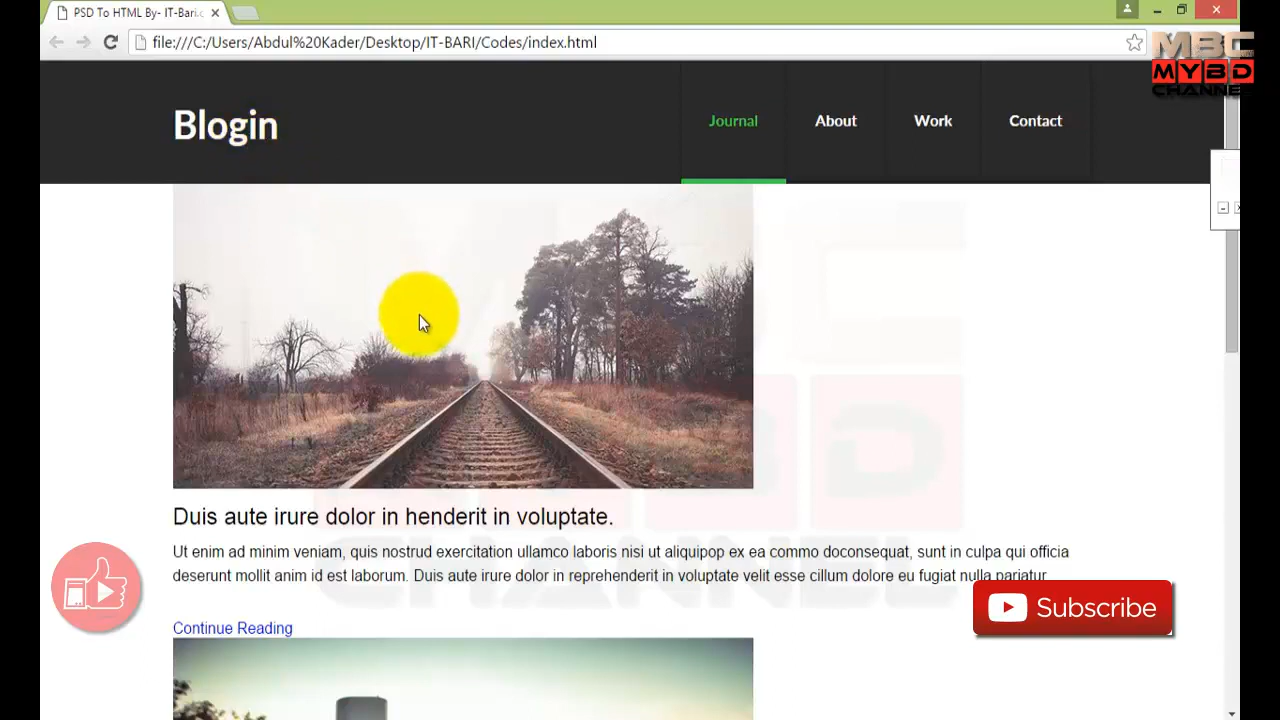 PSD To HTML By- IT-Bari.c
file:///C:/Users/Abdul%20Kader/Desktop/IT-BARI/Codes/index.html
MBC
MYBD
CHANNEL
Blogin
Journal
About
Work
Contact
Duis aute irure dolor in henderit in voluptate.
Ut enim ad minim veniam, quis nostrud exercitation ullamco laboris nisi ut aliquipop ex ea commo doconsequat, sunt in culpa qui officia
deserunt mollit anim id est laborum. Duis aute irure dolor in reprehenderit in voluptate velit esse cillum dolore eu fugiat nulla pariatur.
Subscribe
Continue Reading